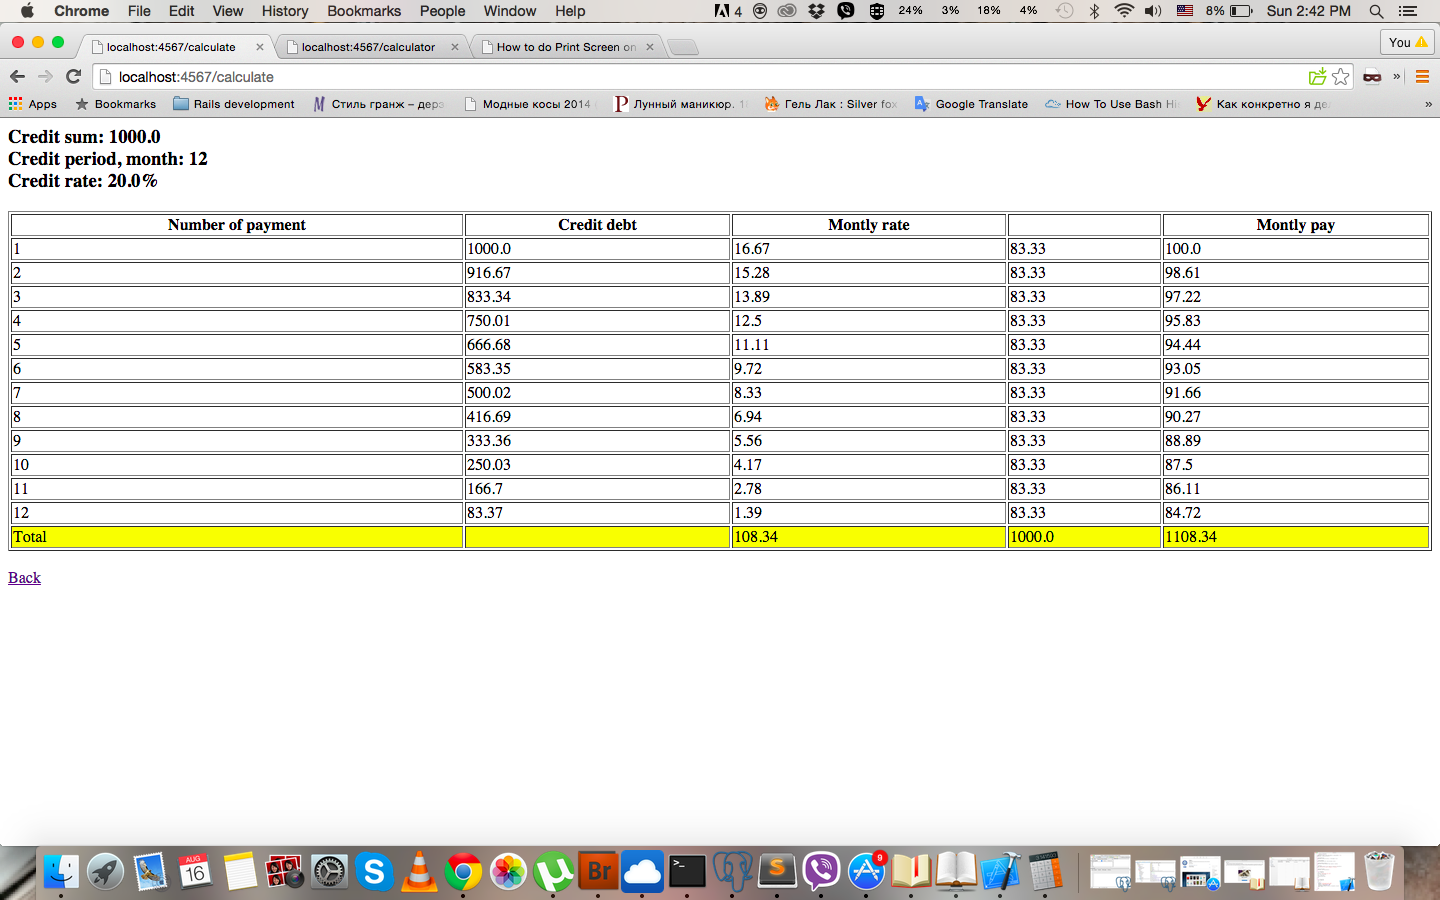 Chrome File Edit View History Bookmarks People Window Help 4 24% 3% 18% 4% 8% Sun 2:42 PM
localhost:4567/calculate localhost:4567/calculator How to do Print Screen on You
localhost:4567/calculate
Apps Bookmarks Rails development Стиль гранж – дерз Модные косы 2014 Лунный маникюр. Гель Лак : Silver fox Google Translate How To Use Bash Hi Как конкретно я де »
Credit sum: 1000.0
Credit period, month: 12
Credit rate: 20.0%
Number of payment Credit debt Montly rate Montly pay
1 1000.0 16.67 83.33 100.0
2 916.67 15.28 83.33 98.61
3 833.34 13.89 83.33 97.22
4 750.01 12.5 83.33 95.83
5 666.68 11.11 83.33 94.44
6 583.35 9.72 83.33 93.05
7 500.02 8.33 83.33 91.66
8 416.69 6.94 83.33 90.27
9 333.36 5.56 83.33 88.89
10 250.03 4.17 83.33 87.5
11 166.7 2.78 83.33 86.11
12 83.37 1.39 83.33 84.72
Total 108.34 1000.0 1108.34
Back
AUG 16 Br 9